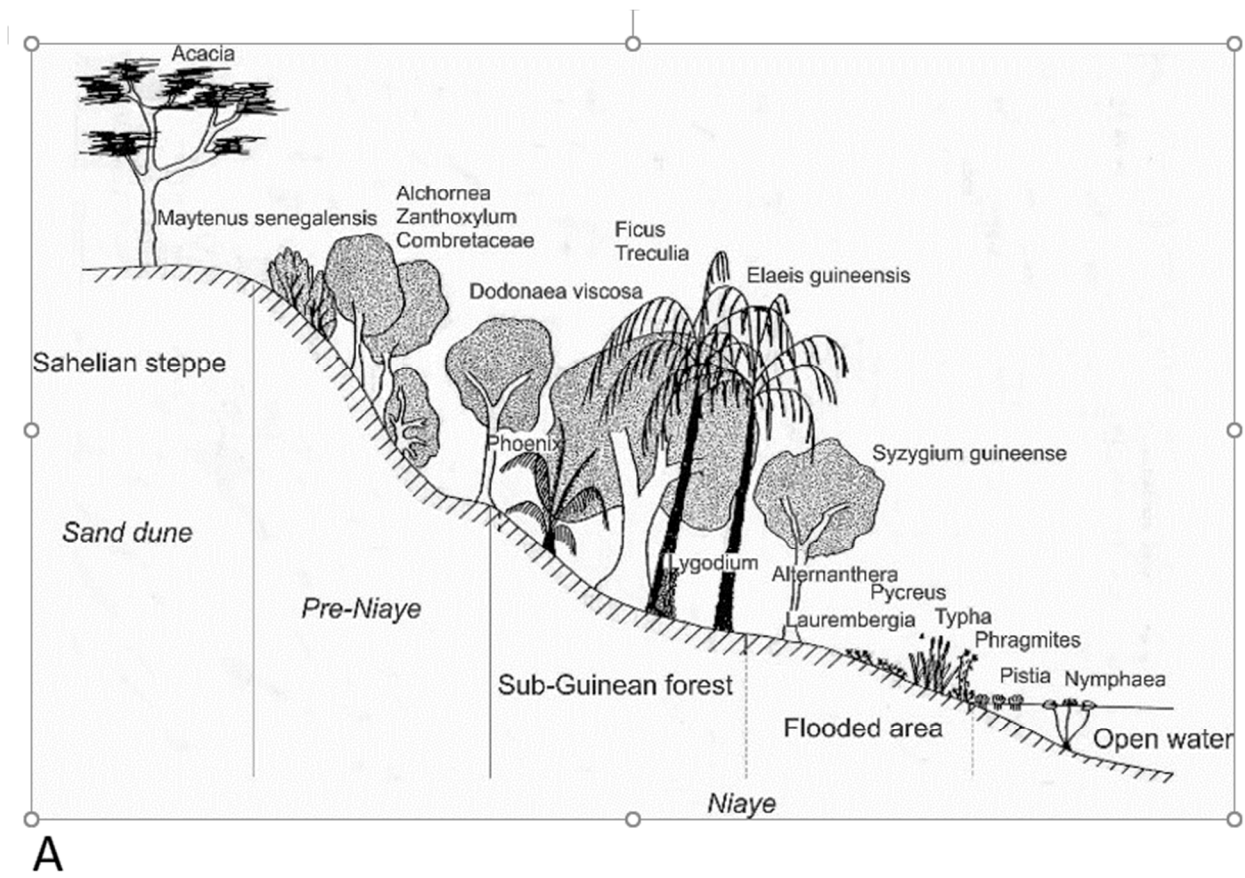 Acacia
Maytenus senegalensis
Alchornea
Zanthoxylum
Combretaceae
Dodonaea viscosa
Ficus
Treculia
Elaeis guineensis
Phoenix
Syzygium guineense
Lygodium
Alternanthera
Pycreus
Laurembergia
Typha
Phragmites
Pistia
Nymphaea
Sahelian steppe
Sand dune
Pre-Niaye
Sub-Guinean forest
Flooded area
Open water
Niaye
A